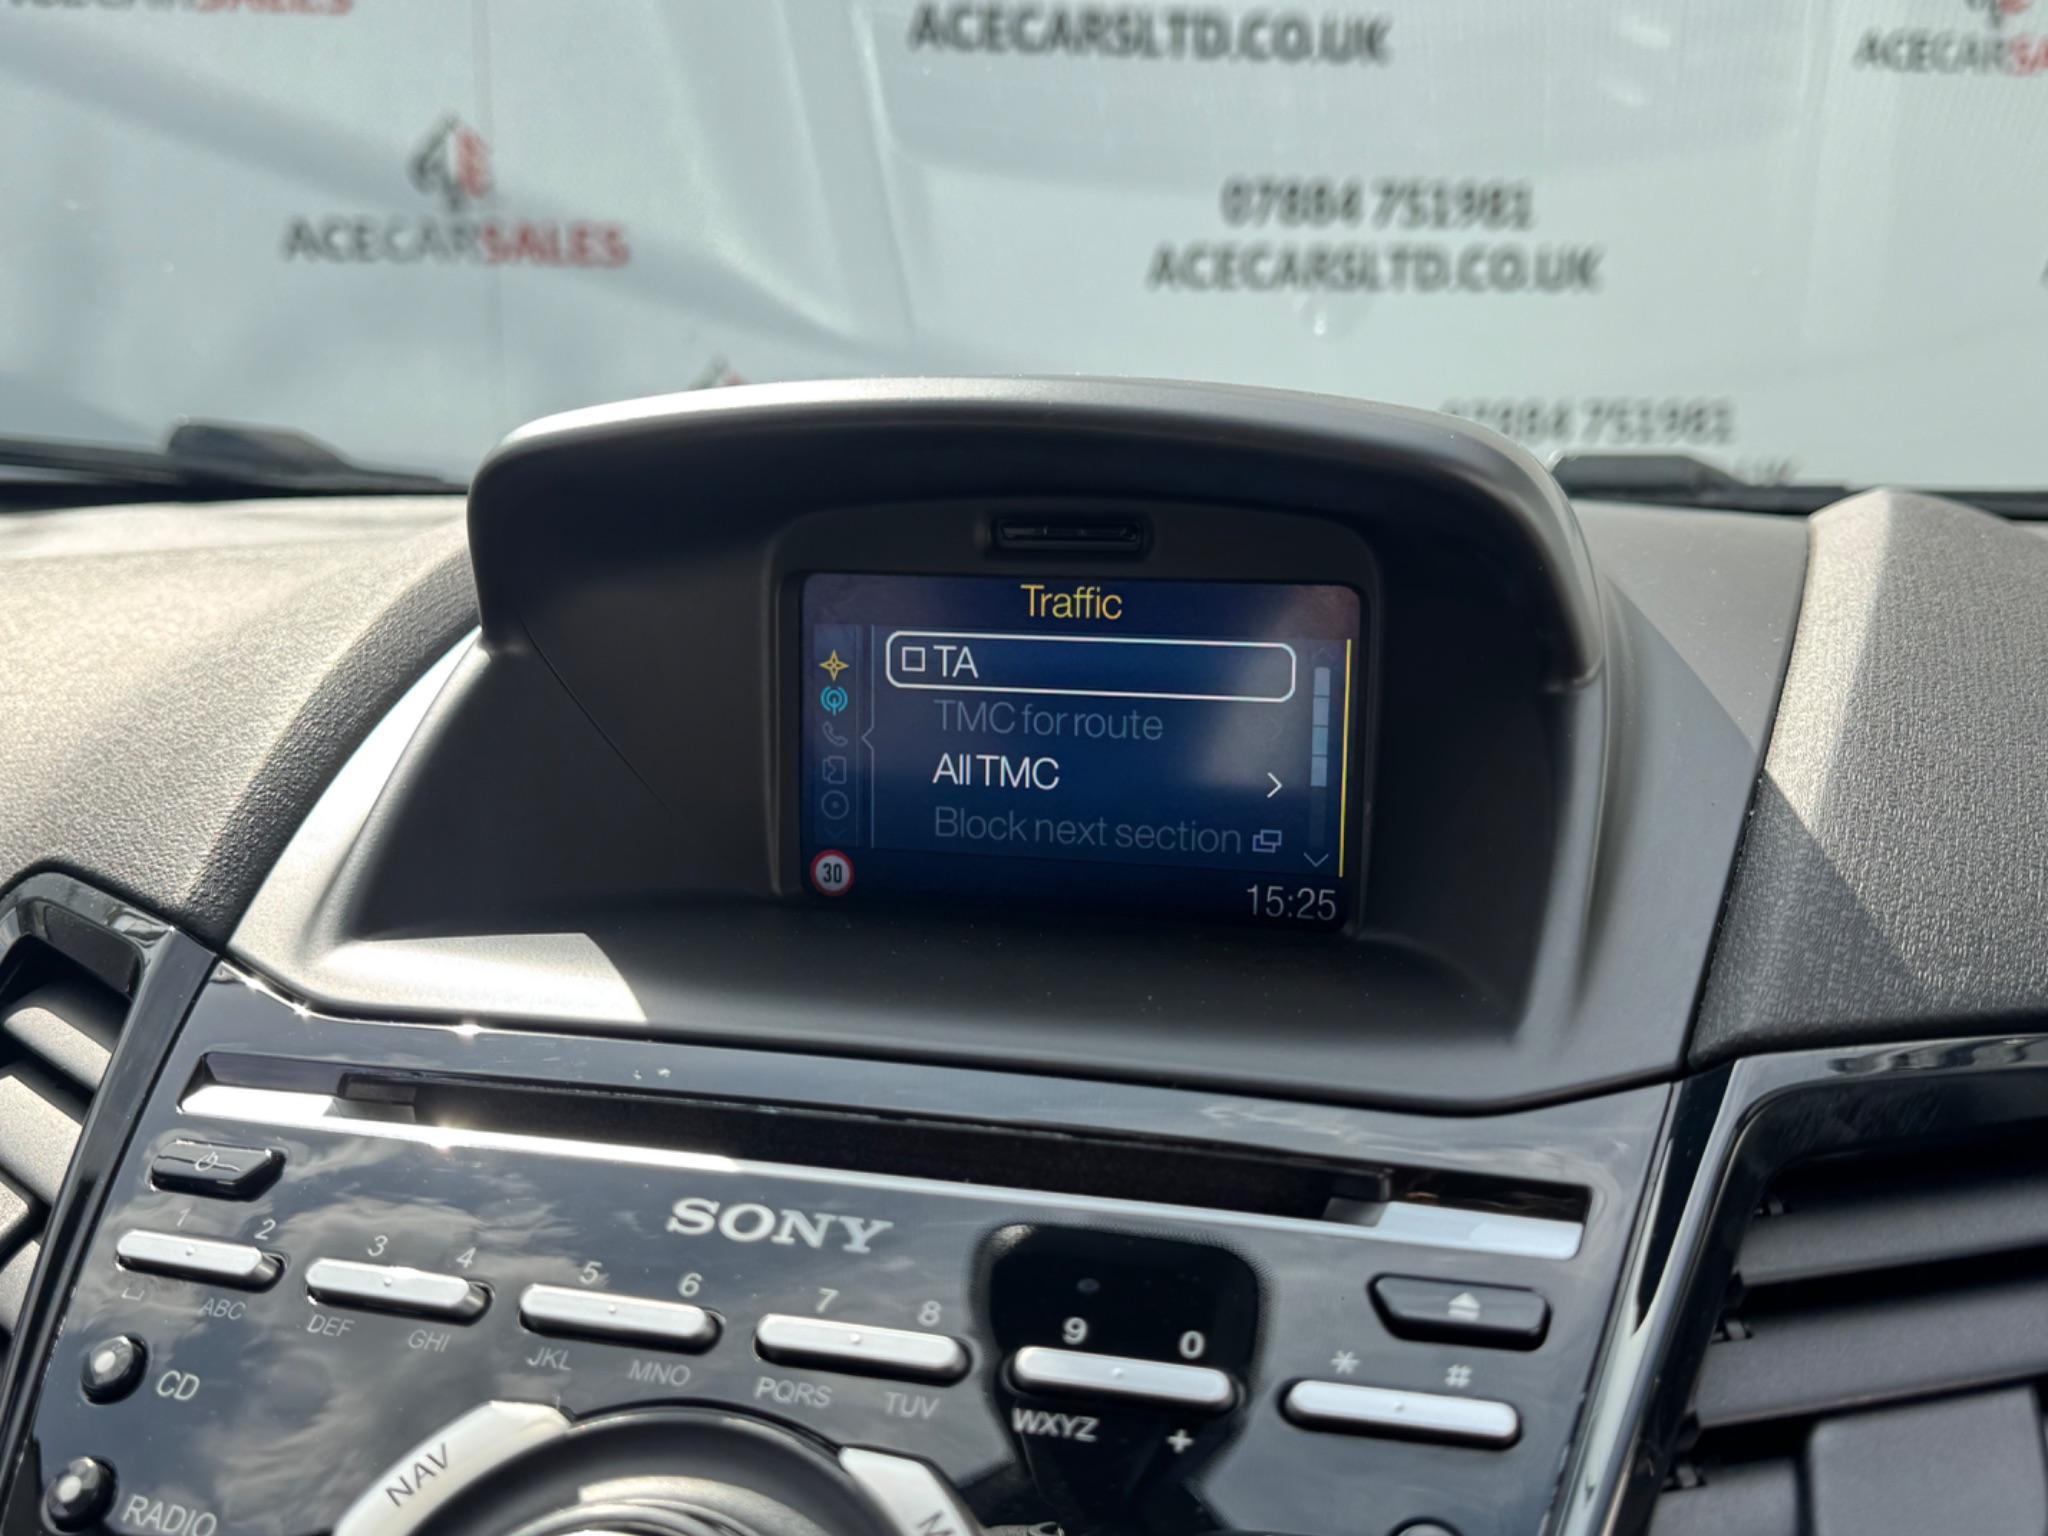 ACECARSLTD.CO.UK
ACECARSALES
07884 751981
ACECARSLTD.CO.UK
07884 751981
Traffic
TA
TMC for route
All TMC
Block next section
30
15:25
SONY
1 2 3 4 5 6 7 8 9 0 * #
ABC DEF GHI JKL MNO PQRS TUV WXYZ +
CD
NAV
RADIO